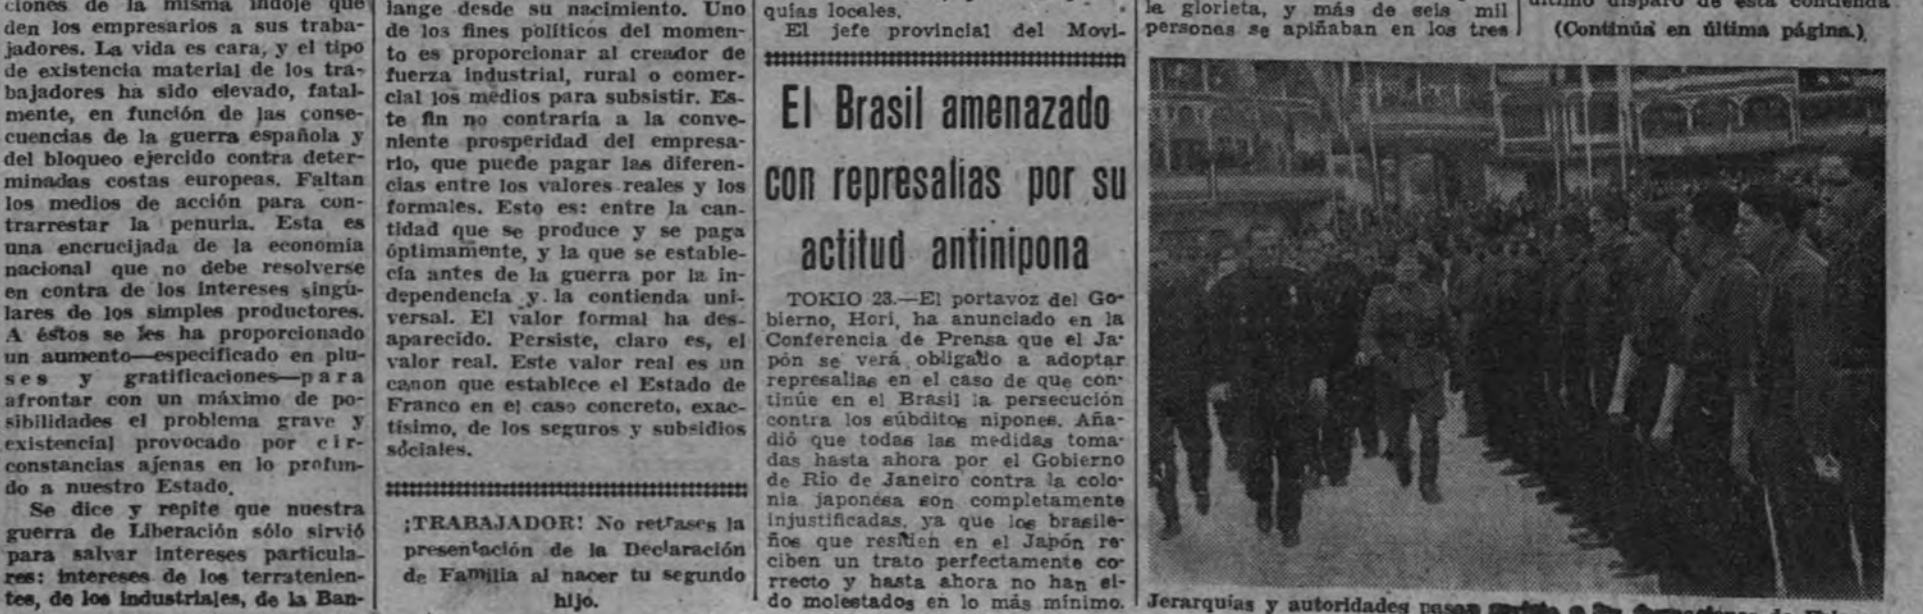 ciones de la misma índole que
den los empresarios a sus traba-
jadores. La vida es cara, y el tipo
de existencia material de los tra-
bajadores ha sido elevado, fatal-
mente, en función de las conse-
cuencias de la guerra española y
del bloqueo ejercido contra deter-
minadas costas europeas. Faltan
los medios de acción para con-
trarrestar la penuria. Esta es
una encrucijada de la economía
nacional que no debe resolverse
en contra de los intereses singu-
lares de los simples productores.
A éstos se les ha proporcionado
un aumento—especificado en plu-
ses y gratificaciones—para
afrontar con un máximo de po-
sibilidades el problema grave y
existencial provocado por cir-
constancias ajenas en lo profun-
do a nuestro Estado.
Se dice y repite que nuestra
guerra de Liberación sólo sirvió
para salvar intereses particula-
res: intereses de los terratenien-
tes, de los industriales, de la Ban-
lange desde su nacimiento. Uno
de los fines políticos del momen-
to es proporcionar al creador de
fuerza industrial, rural o comer-
cial los medios para subsistir. Es-
te fin no contraría a la conve-
niente prosperidad del empresa-
rio, que puede pagar las diferen-
cias entre los valores reales y los
formales. Esto es: entre la can-
tidad que se produce y se paga
óptimamente, y la que se estable-
cía antes de la guerra por la in-
dependencia y la contienda uni-
versal. El valor formal ha des-
aparecido. Persiste, claro es, el
valor real. Este valor real es un
canon que establece el Estado de
Franco en el caso concreto, exac-
tísimo, de los seguros y subsidios
sociales.
¡TRABAJADOR! No retrases la
presentación de la Declaración
de Familia al nacer tu segundo
hijo.
quías locales.
El jefe provincial del Movi-
El Brasil amenazado
con represalias por su
actitud antinipona
TOKIO 23.—El portavoz del Go-
bierno, Hori, ha anunciado en la
Conferencia de Prensa que el Ja-
pón se verá obligado a adoptar
represalias en el caso de que con-
tinúe en el Brasil la persecución
contra los súbditos nipones. Aña-
dió que todas las medidas toma-
das hasta ahora por el Gobierno
de Río de Janeiro contra la colo-
nia japonesa son completamente
injustificadas, ya que los brasile-
ños que residen en el Japón re-
ciben un trato perfectamente co-
rrecto y hasta ahora no han si-
do molestados en lo más mínimo.
la glorieta, y más de seis mil
personas se apiñaban en los tres
último disparo de esta contienda
(Continúa en última página.)
Jerarquías y autoridades pasan